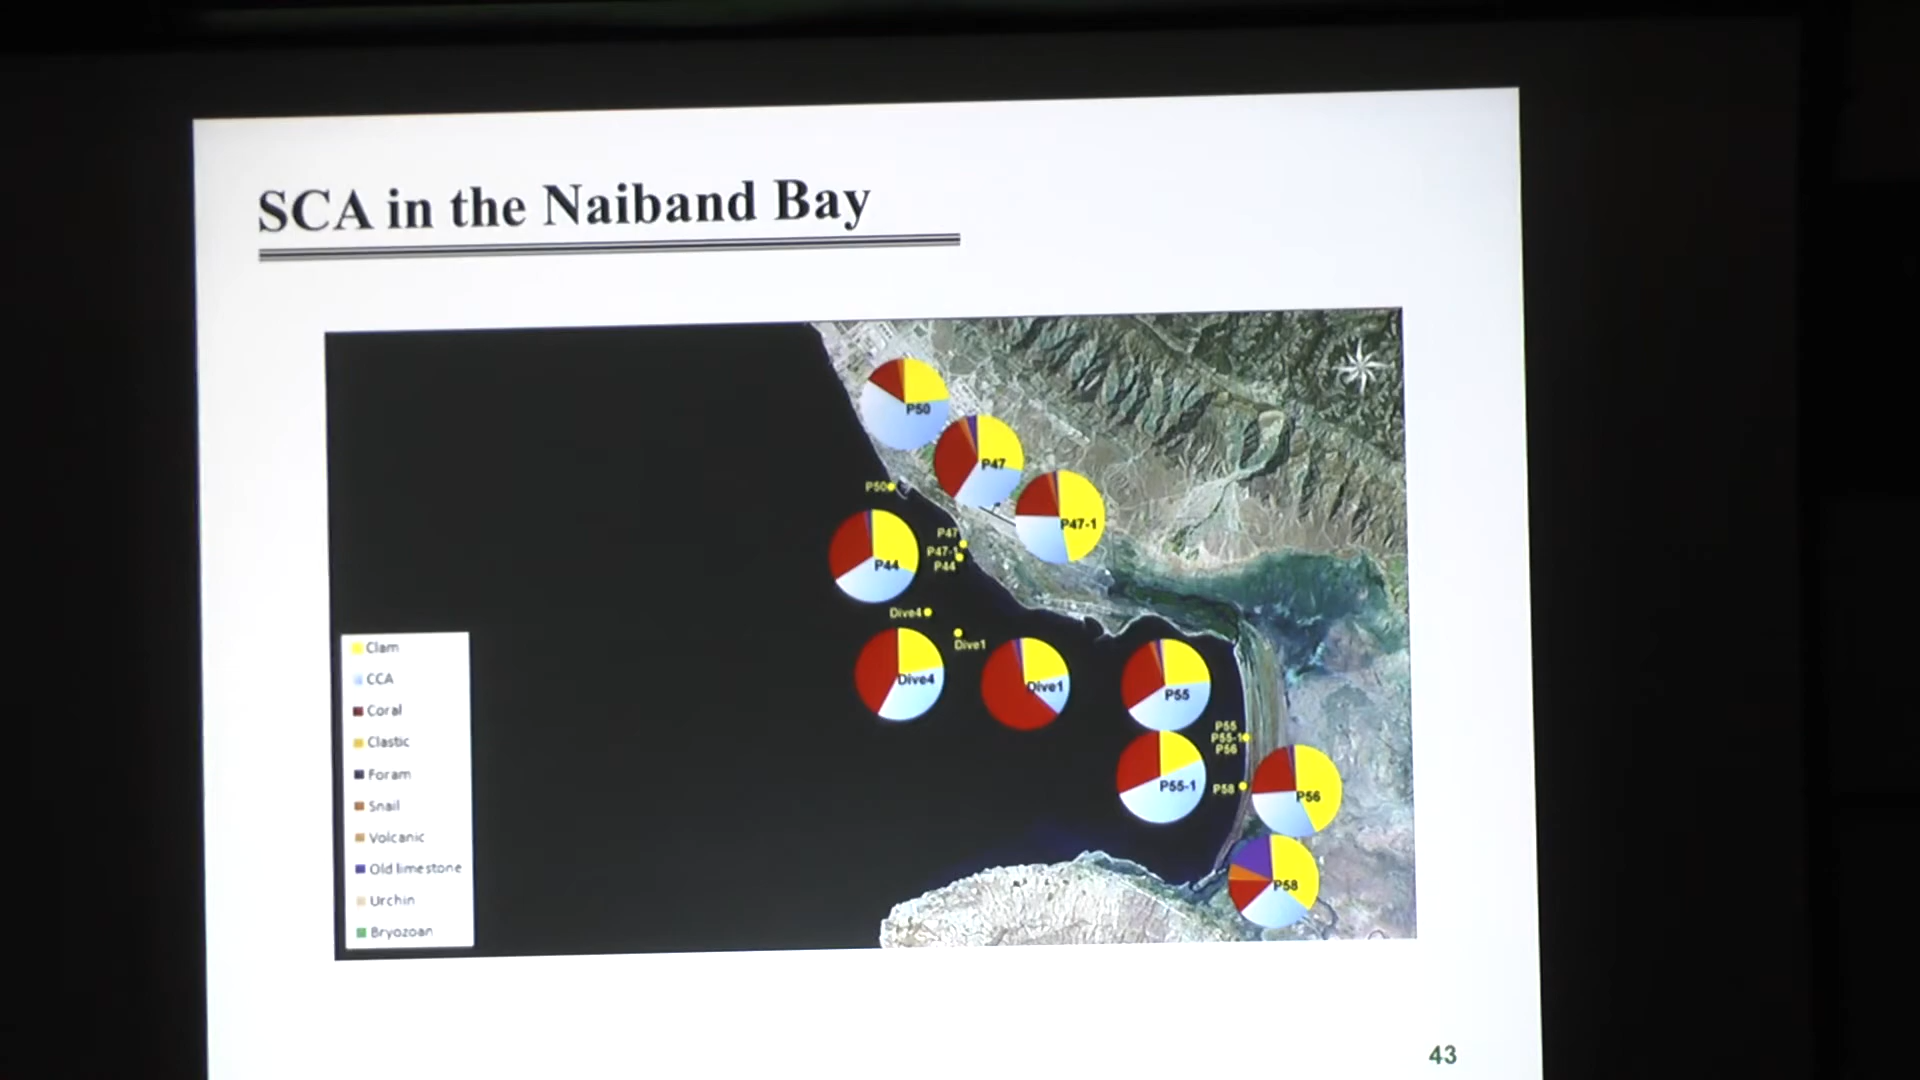 SCA in the Naiband Bay
P50
P47
P47-1
P50
P44
P47
P47-1
P44
Dive4
Dive1
Dive4
Dive1
P55
P55
P55-1
P56
P55-1
P58
P56
P58
Clam
CCA
Coral
Clastic
Foram
Snail
Volcanic
Old limestone
Urchin
Bryozoan
43